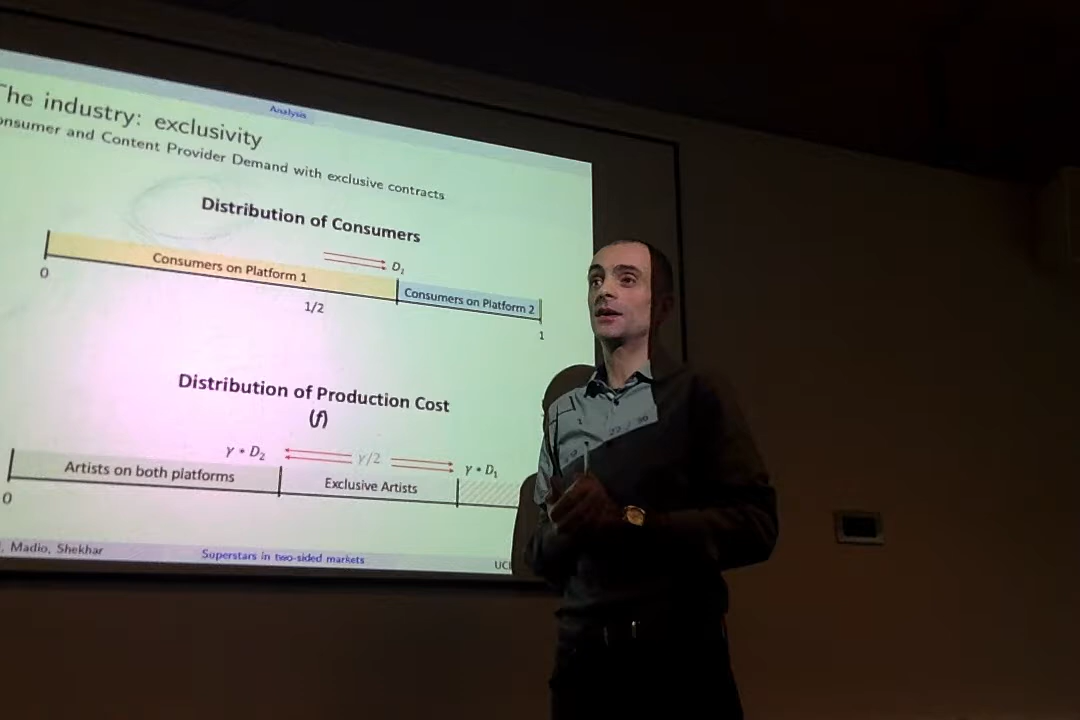 Analysis
The industry: exclusivity
onsumer and Content Provider Demand with exclusive contracts
Distribution of Consumers
Consumers on Platform 1
D₁
Consumers on Platform 2
0
1/2
1
Distribution of Production Cost
(f)
γ * D₂
γ/2
γ * D₁
Artists on both platforms
Exclusive Artists
0
, Madio, Shekhar
Superstars in two-sided markets
UCL